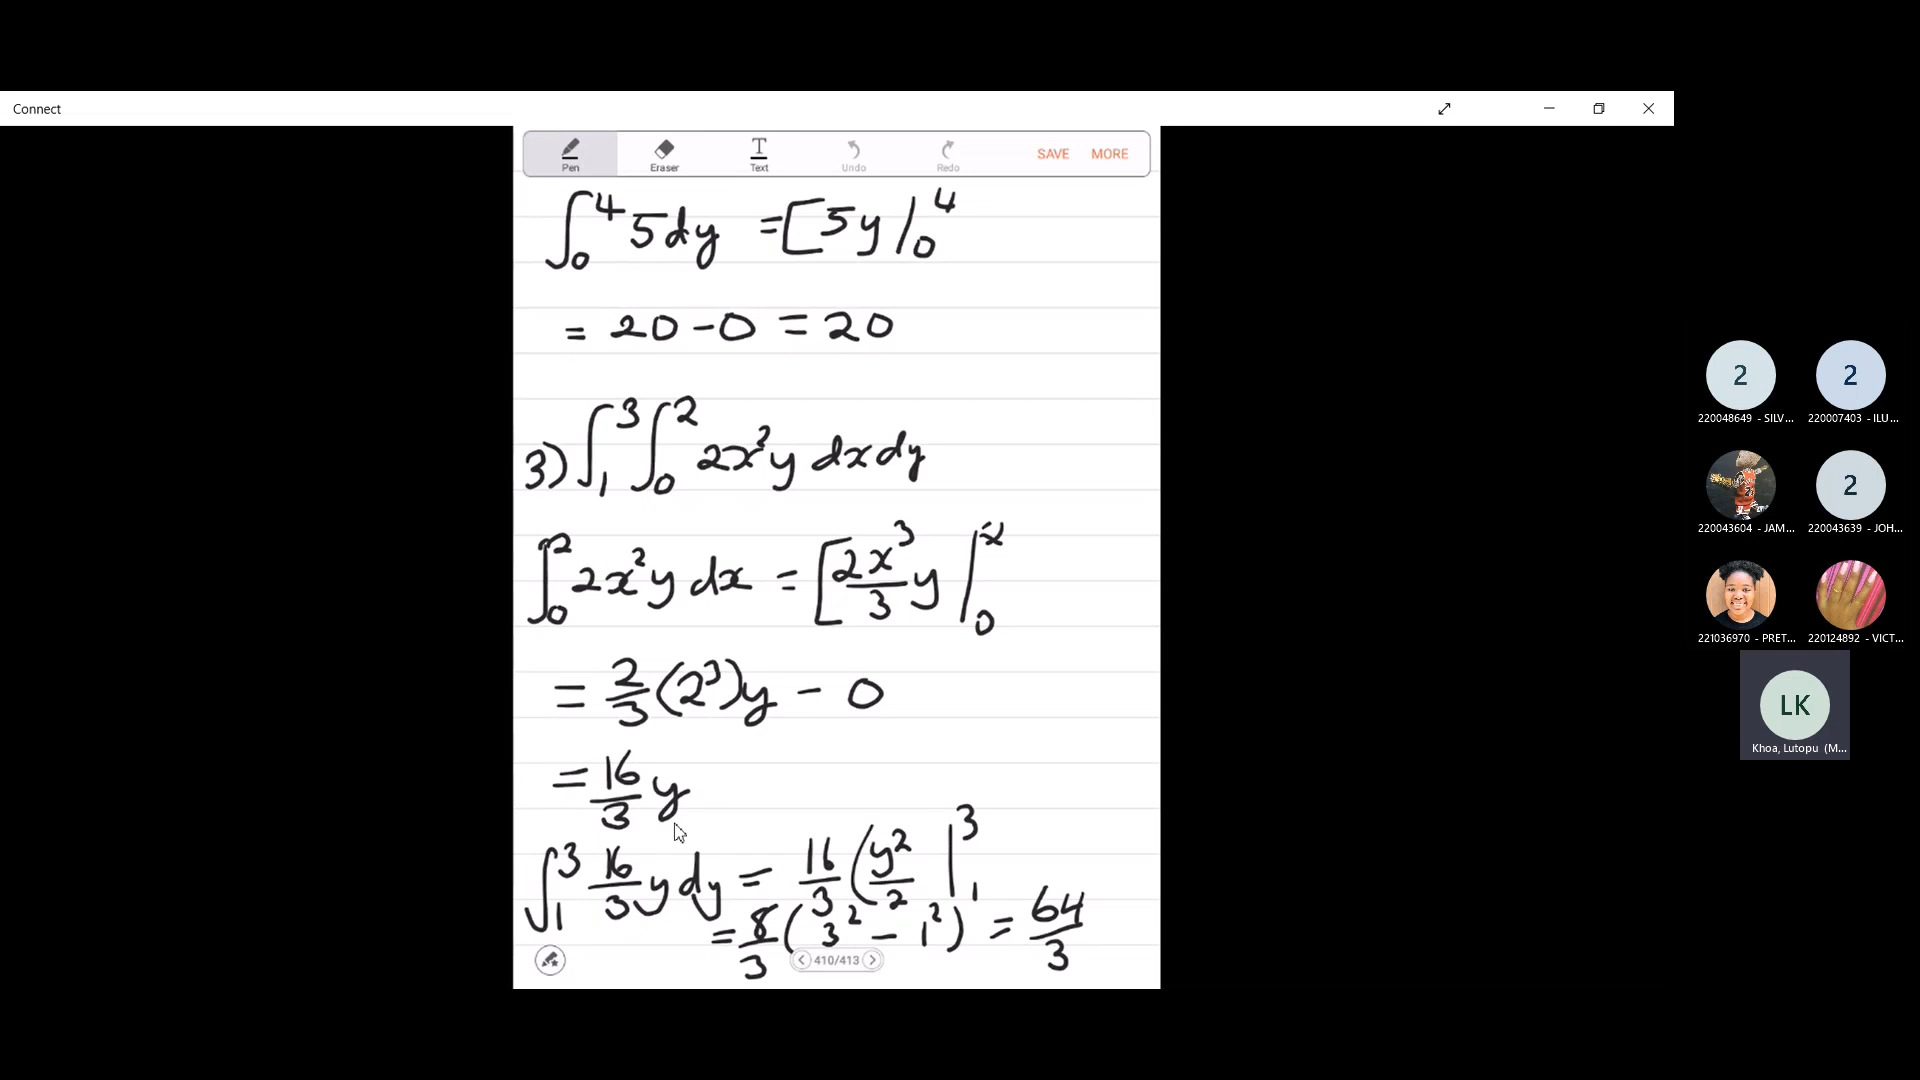 Connect
Pen Eraser T Text Undo Redo SAVE MORE
∫₀⁴ 5dy = [5y|₀⁴
= 20 - 0 = 20
3) ∫₁³ ∫₀² 2x²y dx dy
∫₀² 2x²y dx = [2x³/3 y|₀²
= 2/3 (2³)y - 0
= 16/3 y
∫₁³ 16/3 y dy = 16/3 (y²/2 |₁³
= 8/3 (3² - 1²) = 64/3
410/413
2 2
220048649 - SILV... 220007403 - ILU...
2
220043604 - JAM... 220043639 - JOH...
221036970 - PRET... 220124892 - VICT...
LK
Khoa, Lutopu (M...